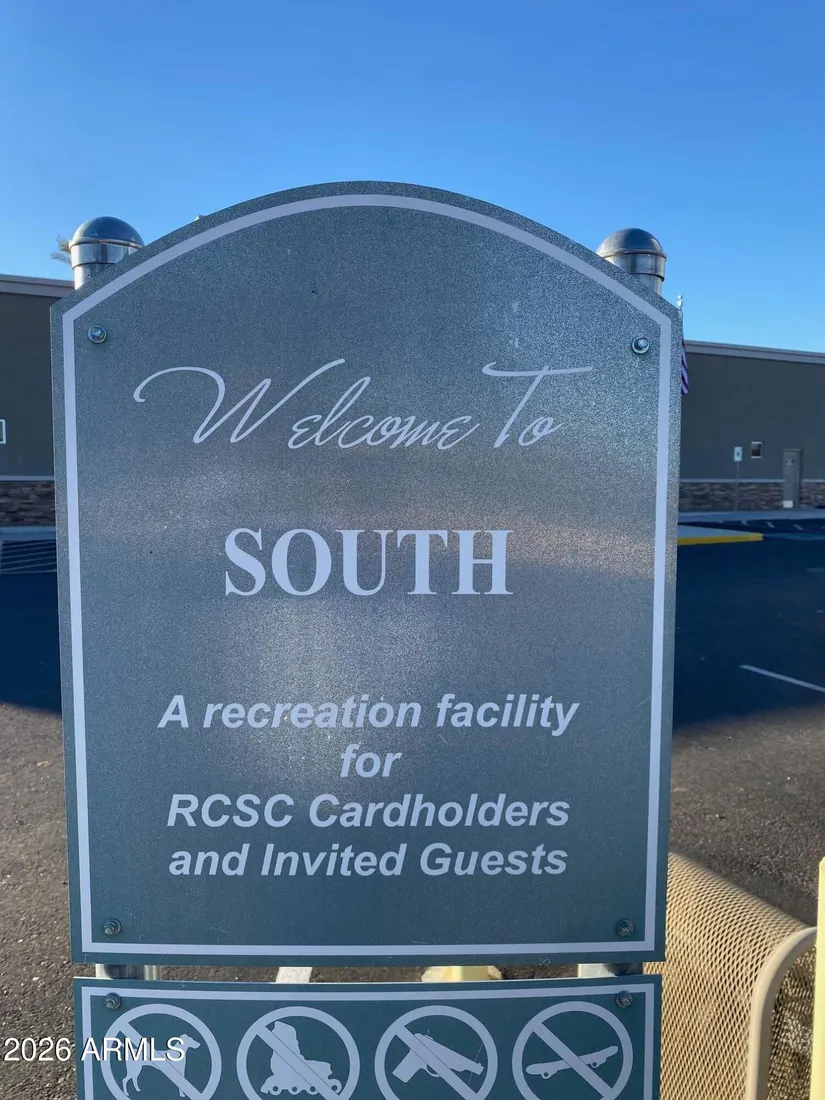 Welcome To
SOUTH
A recreation facility
for
RCSC Cardholders
and Invited Guests
2026 ARMLS